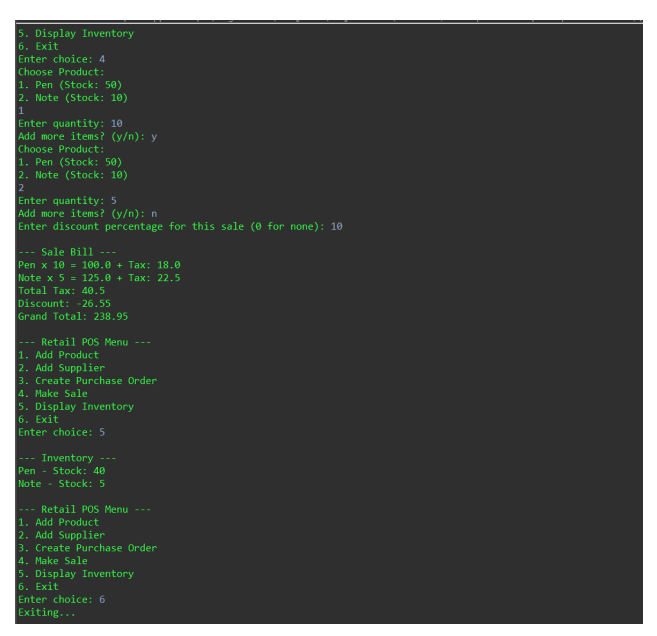 5. Display Inventory
6. Exit
Enter choice: 4
Choose Product:
1. Pen (Stock: 50)
2. Note (Stock: 10)
1
Enter quantity: 10
Add more items? (y/n): y
Choose Product:
1. Pen (Stock: 50)
2. Note (Stock: 10)
2
Enter quantity: 5
Add more items? (y/n): n
Enter discount percentage for this sale (0 for none): 10
--- Sale Bill ---
Pen x 10 = 100.0 + Tax: 18.0
Note x 5 = 125.0 + Tax: 22.5
Total Tax: 40.5
Discount: -26.55
Grand Total: 238.95
--- Retail POS Menu ---
1. Add Product
2. Add Supplier
3. Create Purchase Order
4. Make Sale
5. Display Inventory
6. Exit
Enter choice: 5
--- Inventory ---
Pen - Stock: 40
Note - Stock: 5
--- Retail POS Menu ---
1. Add Product
2. Add Supplier
3. Create Purchase Order
4. Make Sale
5. Display Inventory
6. Exit
Enter choice: 6
Exiting...